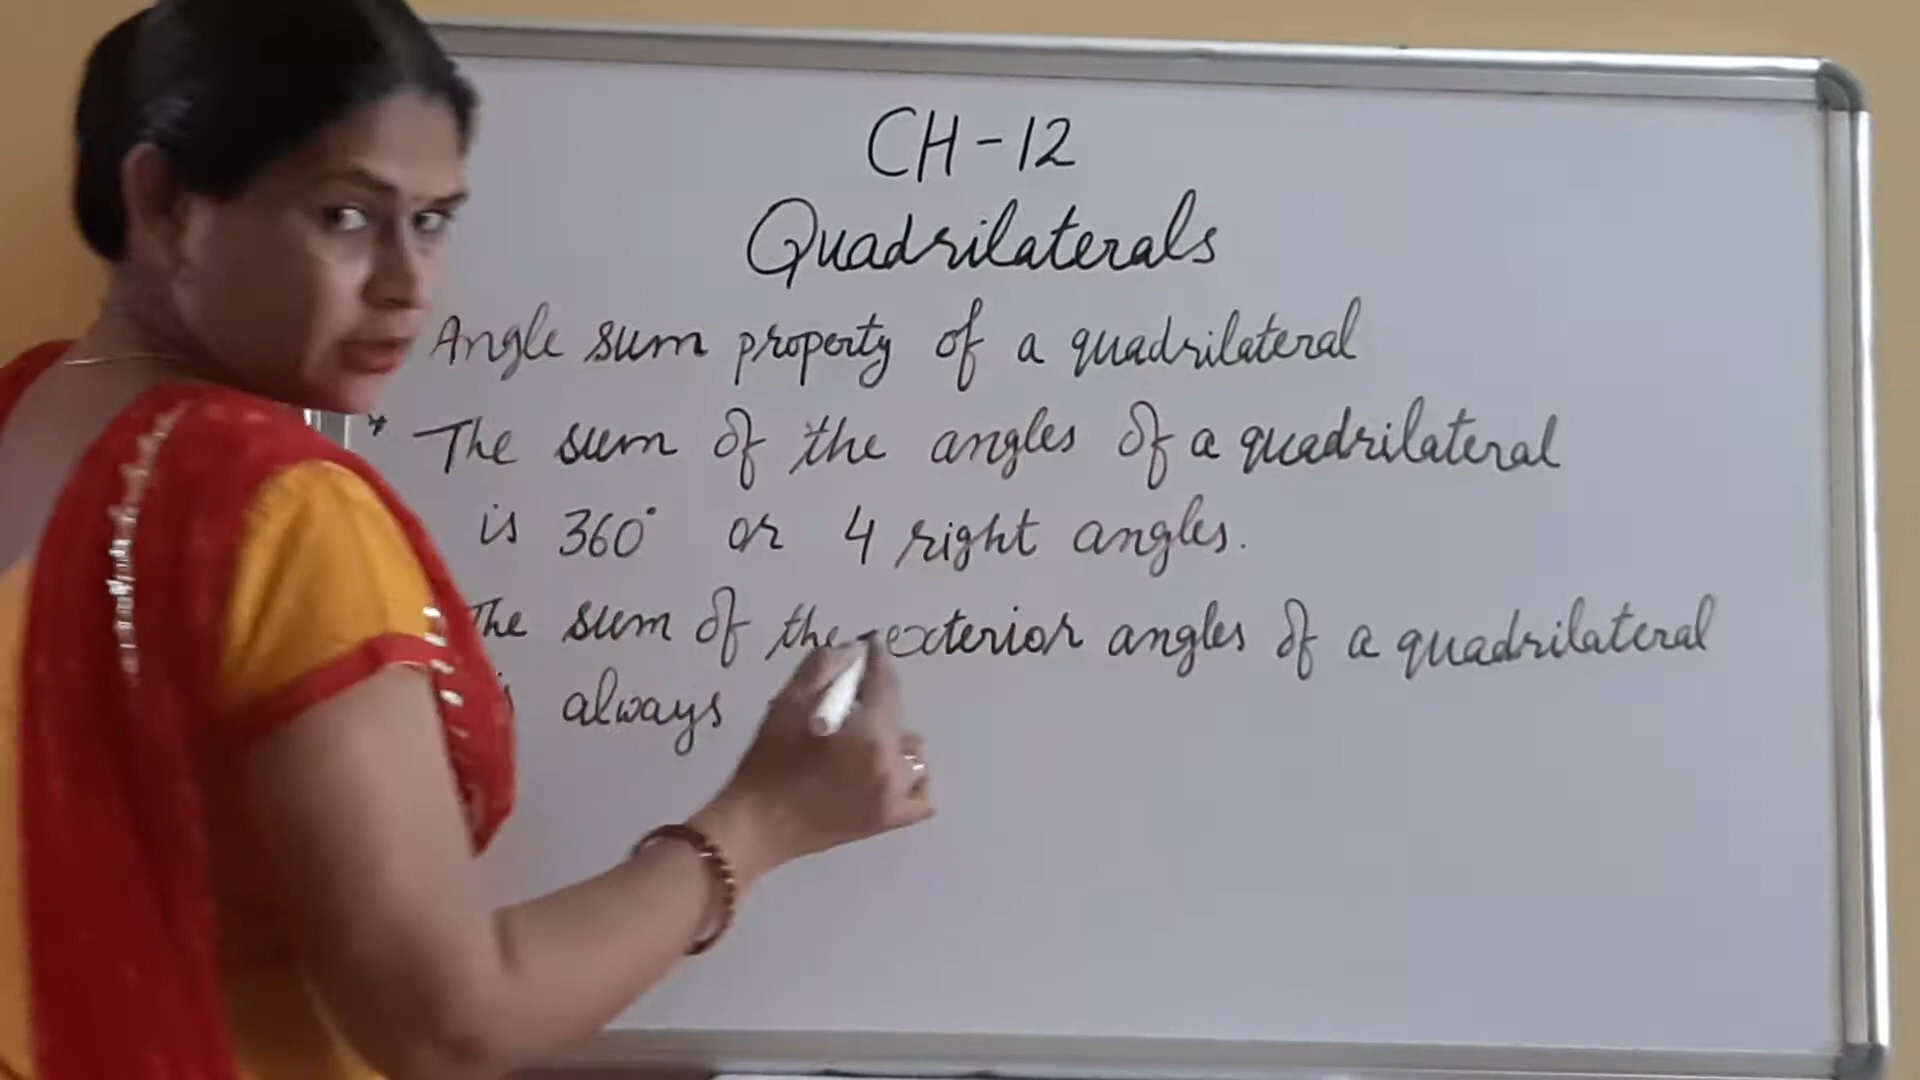 CH-12
Quadrilaterals
Angle sum property of a quadrilateral
* The sum of the angles of a quadrilateral
is 360° or 4 right angles.
The sum of the exterior angles of a quadrilateral
always